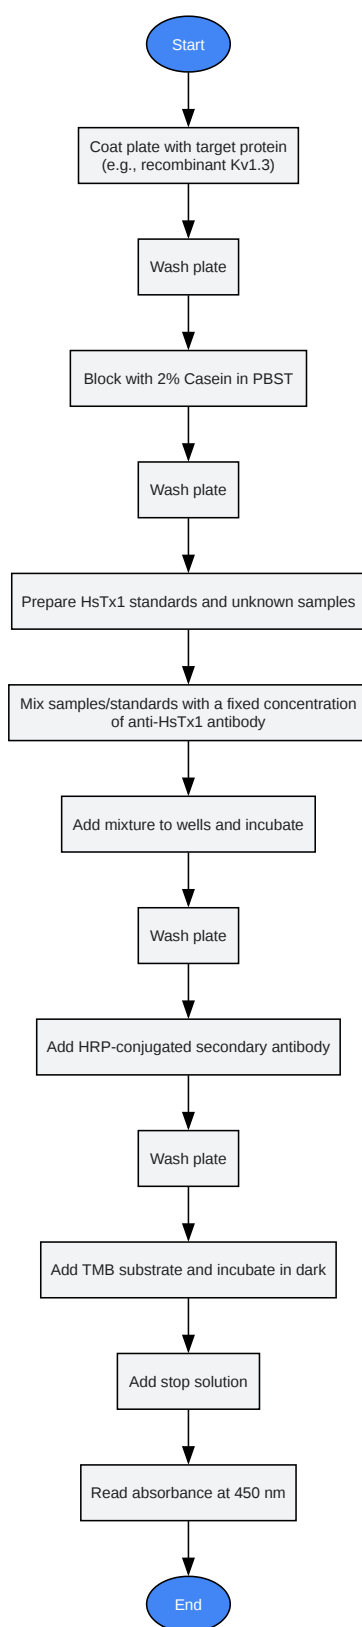 Start
Coat plate with target protein
(e.g., recombinant Kv1.3)
Wash plate
Block with 2% Casein in PBST
Wash plate
Prepare HsTx1 standards and unknown samples
Mix samples/standards with a fixed concentration
of anti-HsTx1 antibody
Add mixture to wells and incubate
Wash plate
Add HRP-conjugated secondary antibody
Wash plate
Add TMB substrate and incubate in dark
Add stop solution
Read absorbance at 450 nm
End